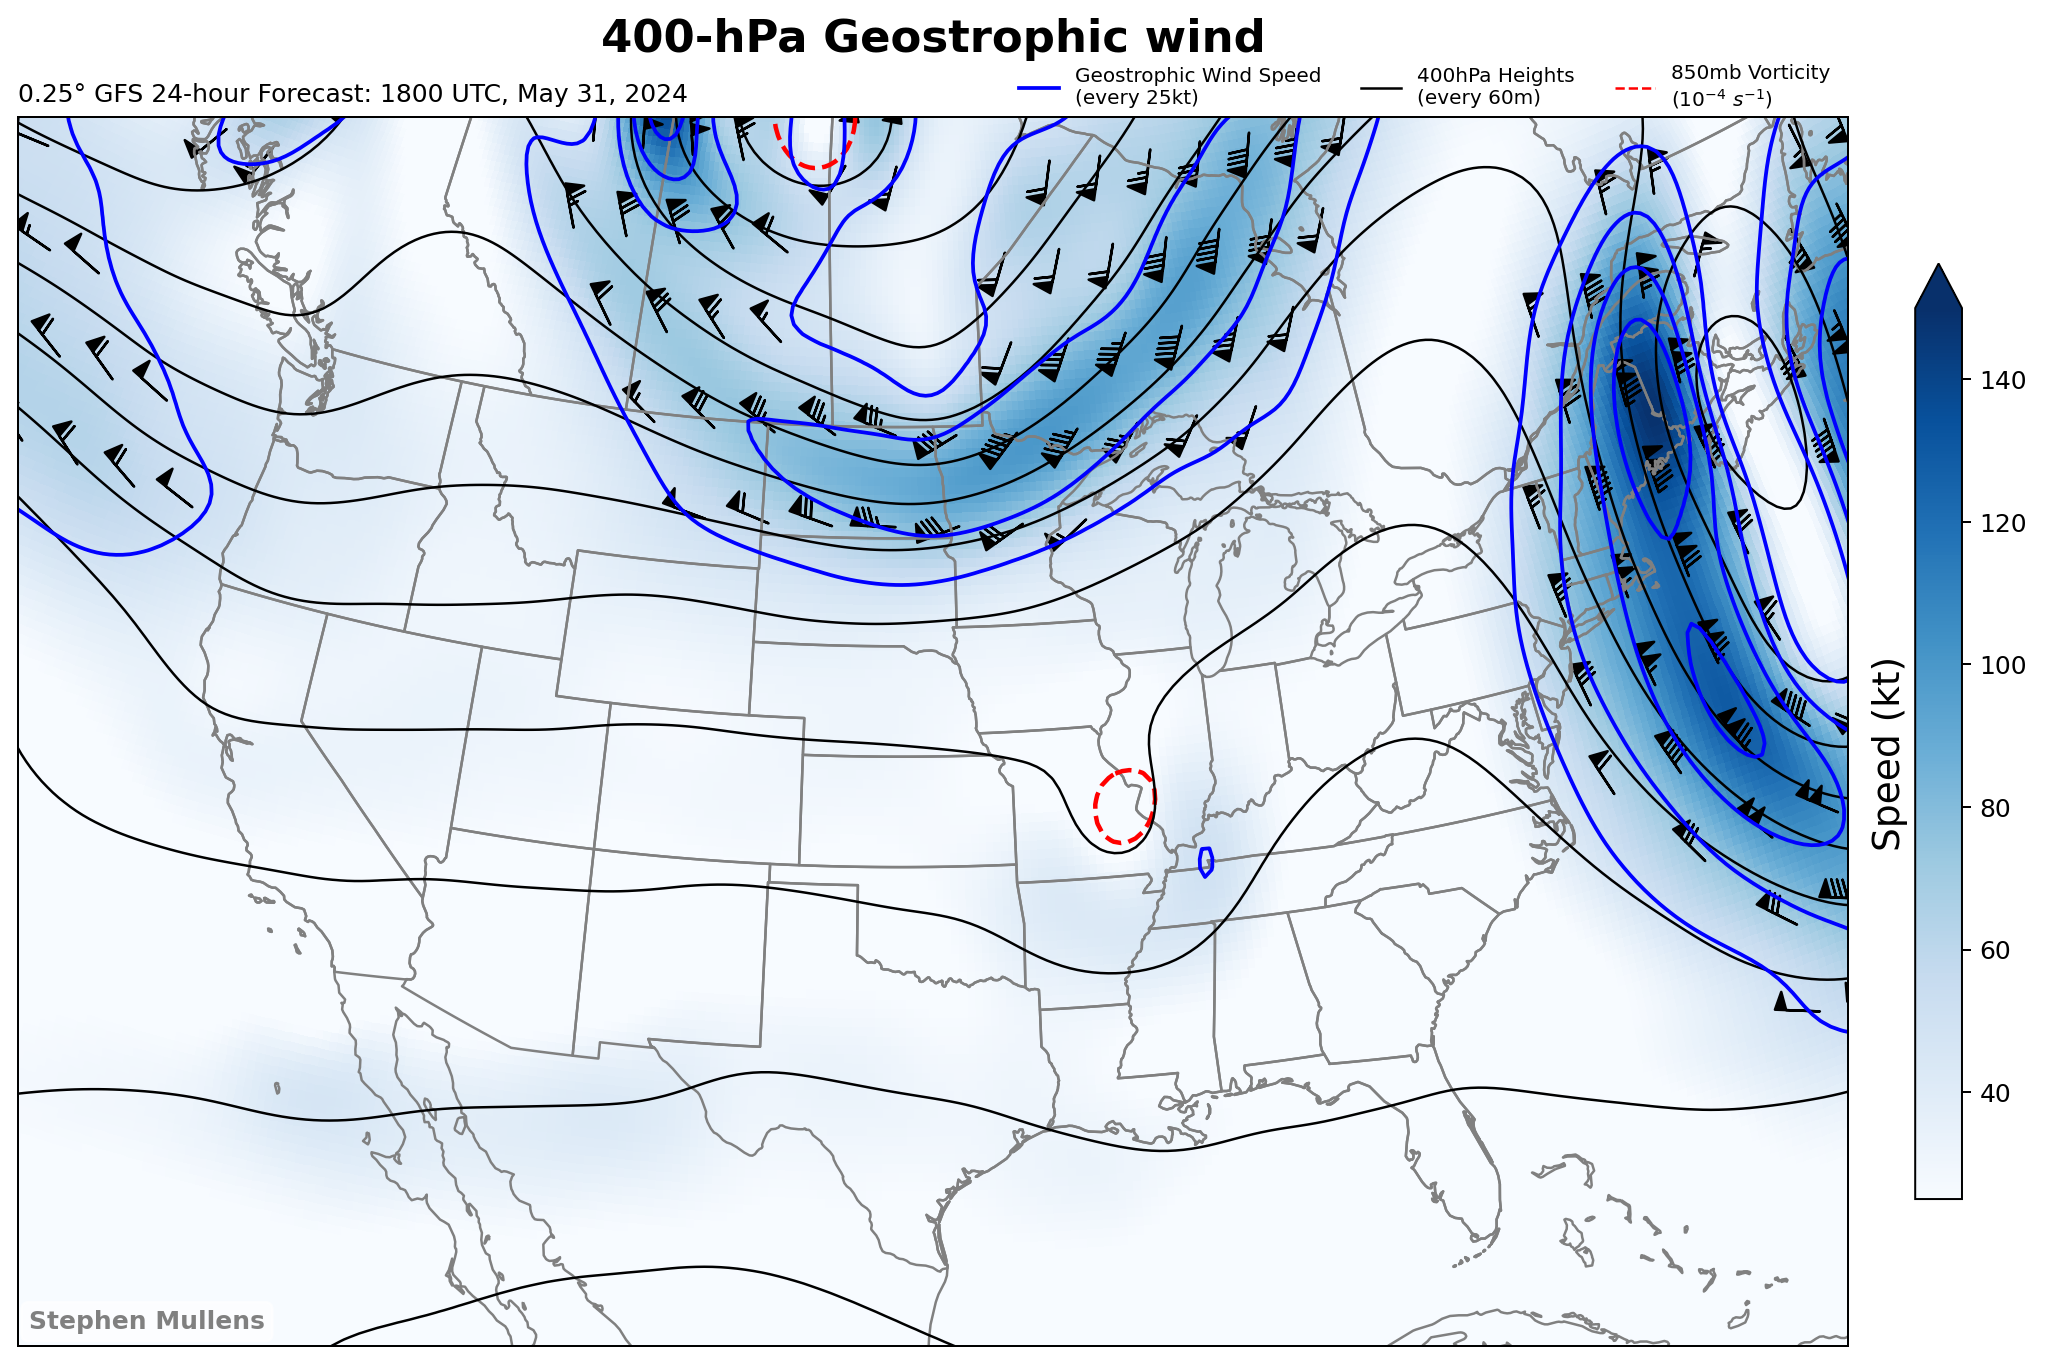 400-hPa Geostrophic wind
0.25° GFS 24-hour Forecast: 1800 UTC, May 31, 2024
Geostrophic Wind Speed
(every 25kt)
400hPa Heights
(every 60m)
850mb Vorticity
(10⁻⁴ s⁻¹)
140
120
100
80
60
40
Speed (kt)
Stephen Mullens